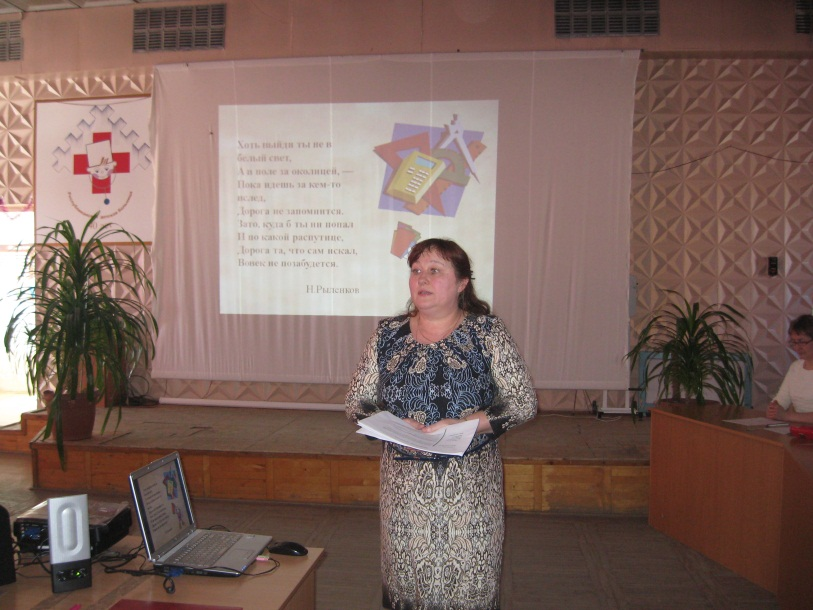 Хоть выйди ты не в
белый свет,
А в поле за околицей, —
Пока идешь за кем-то
вслед,
Дорога не запомнится.
Зато, куда б ты ни попал
И по какой распутице,
Дорога та, что сам искал,
Вовек не позабудется.
Н.Рыленков